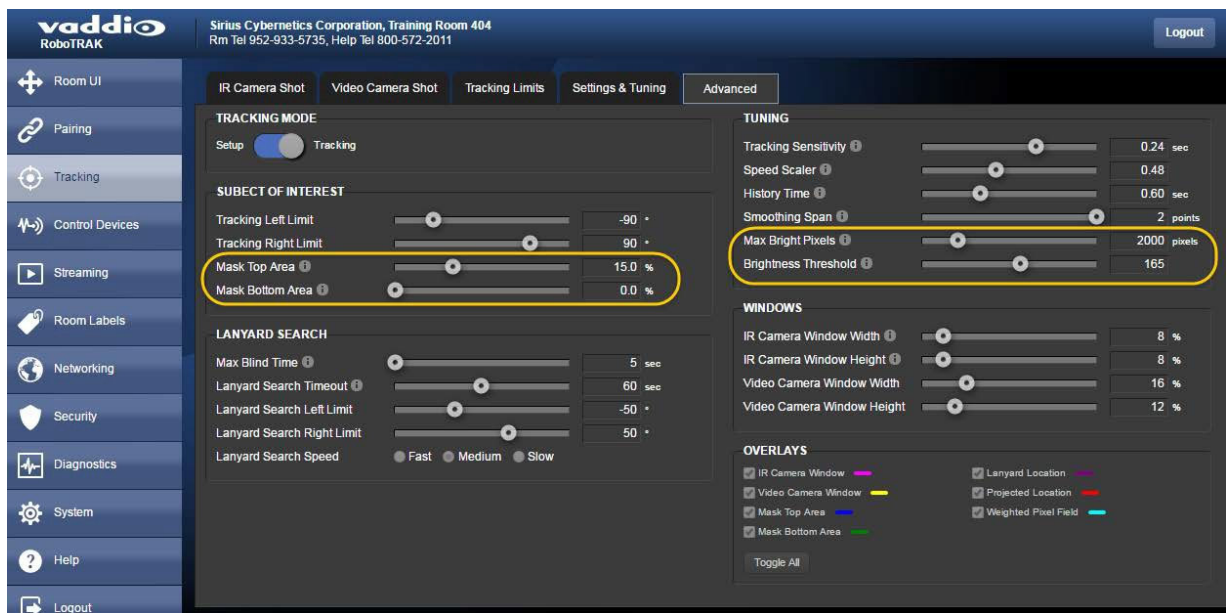 vaddio
RoboTRAK
Sirius Cybernetics Corporation, Training Room 404
Rm Tel 952-933-5735, Help Tel 800-572-2011
Logout
Room UI
Pairing
Tracking
Control Devices
Streaming
Room Labels
Networking
Security
Diagnostics
System
Help
Logout
IR Camera Shot
Video Camera Shot
Tracking Limits
Settings & Tuning
Advanced
TRACKING MODE
Setup Tracking
SUBECT OF INTEREST
Tracking Left Limit -90 °
Tracking Right Limit 90 °
Mask Top Area 15.0 %
Mask Bottom Area 0.0 %
LANYARD SEARCH
Max Blind Time 5 sec
Lanyard Search Timeout 60 sec
Lanyard Search Left Limit -50 °
Lanyard Search Right Limit 50 °
Lanyard Search Speed Fast Medium Slow
TUNING
Tracking Sensitivity 0.24 sec
Speed Scaler 0.48
History Time 0.60 sec
Smoothing Span 2 points
Max Bright Pixels 2000 pixels
Brightness Threshold 165
WINDOWS
IR Camera Window Width 8 %
IR Camera Window Height 8 %
Video Camera Window Width 16 %
Video Camera Window Height 12 %
OVERLAYS
IR Camera Window
Video Camera Window
Mask Top Area
Mask Bottom Area
Lanyard Location
Projected Location
Weighted Pixel Field
Toggle All